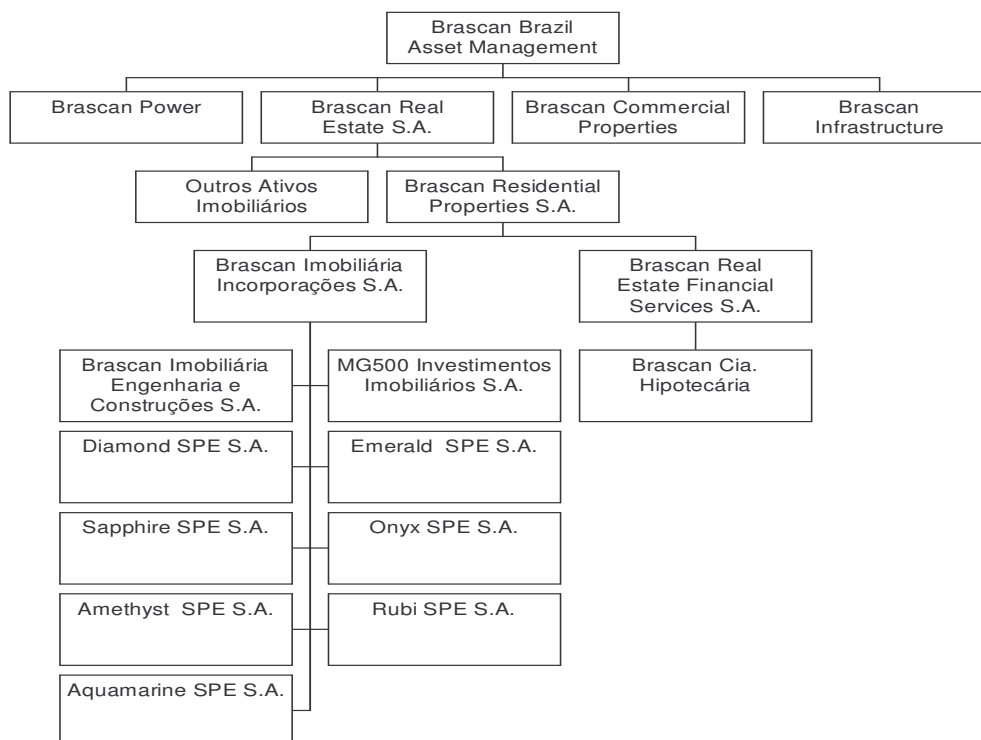 Brascan Brazil
Asset Management
Brascan Power
Brascan Real
Estate S.A.
Brascan Commercial
Properties
Brascan
Infrastructure
Outros Ativos
Imobiliários
Brascan Residential
Properties S.A.
Brascan Imobiliária
Incorporações S.A.
Brascan Real
Estate Financial
Services S.A.
Brascan Imobiliária
Engenharia e
Construções S.A.
MG500 Investimentos
Imobiliários S.A.
Brascan Cia.
Hipotecária
Diamond SPE S.A.
Emerald SPE S.A.
Sapphire SPE S.A.
Onyx SPE S.A.
Amethyst SPE S.A.
Rubi SPE S.A.
Aquamarine SPE S.A.